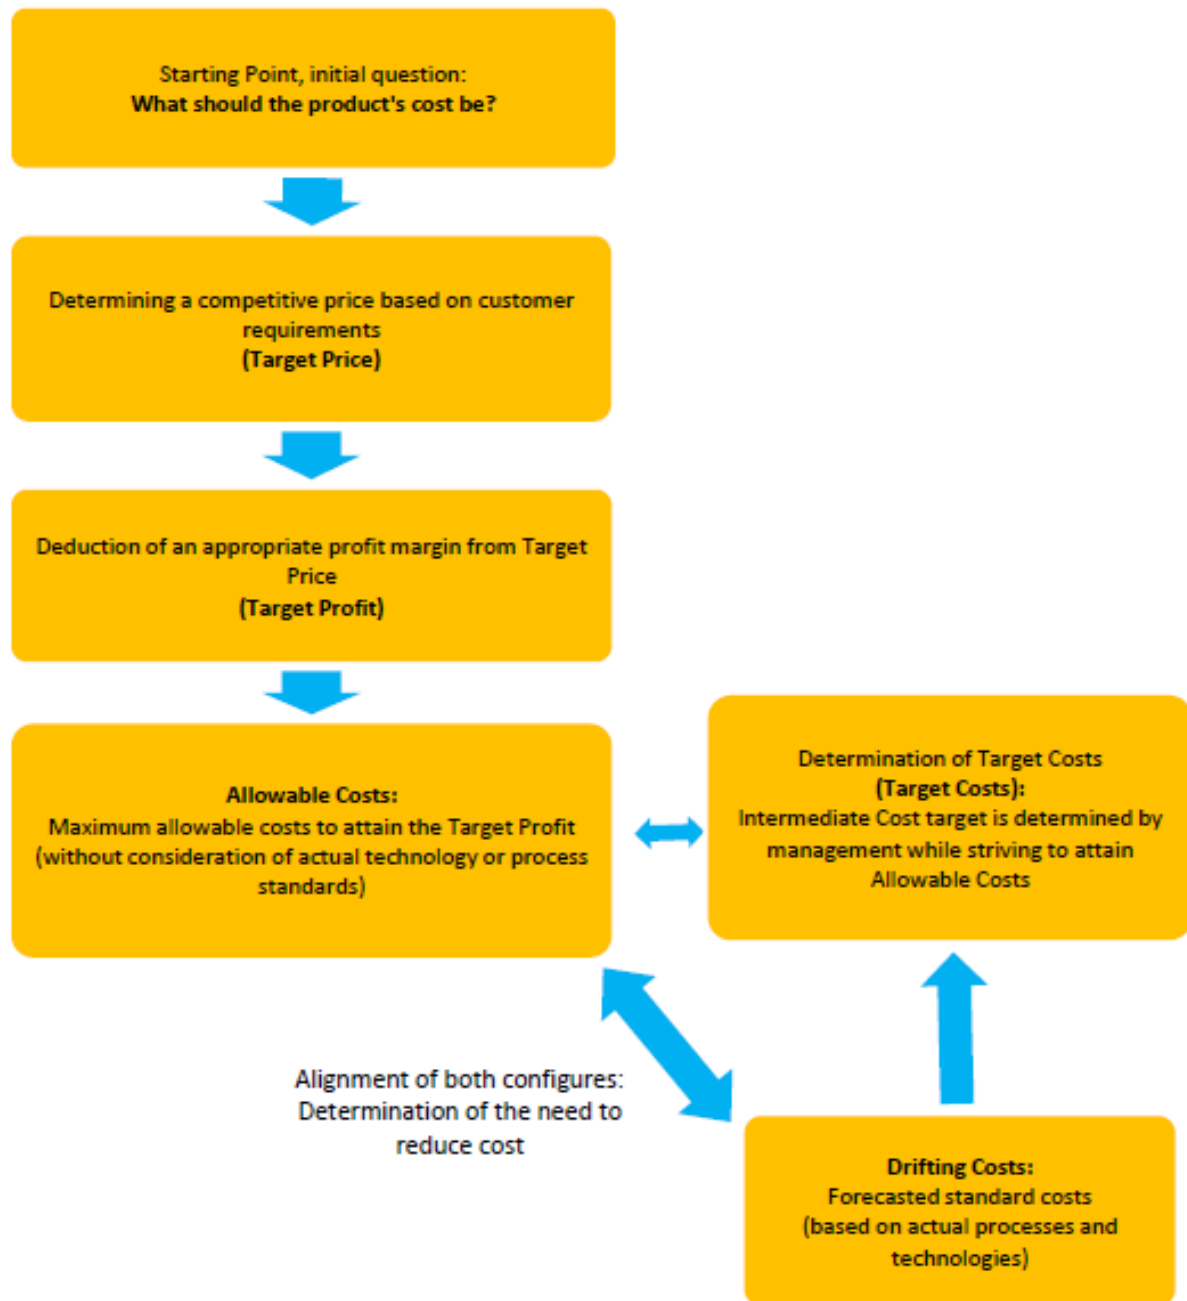 Starting Point, initial question:
What should the product's cost be?
Determining a competitive price based on customer
requirements
(Target Price)
Deduction of an appropriate profit margin from Target
Price
(Target Profit)
Allowable Costs:
Maximum allowable costs to attain the Target Profit
(without consideration of actual technology or process
standards)
Determination of Target Costs
(Target Costs):
Intermediate Cost target is determined by
management while striving to attain
Allowable Costs
Alignment of both configures:
Determination of the need to
reduce cost
Drifting Costs:
Forecasted standard costs
(based on actual processes and
technologies)